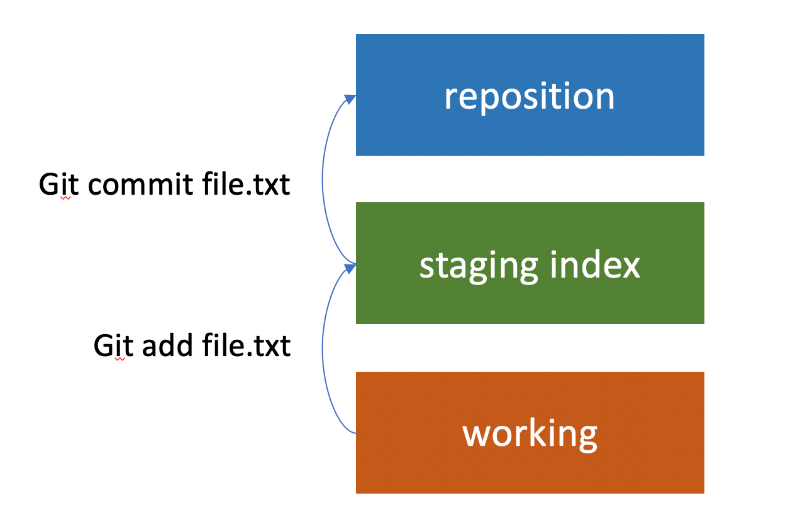 reposition
Git commit file.txt
staging index
Git add file.txt
working